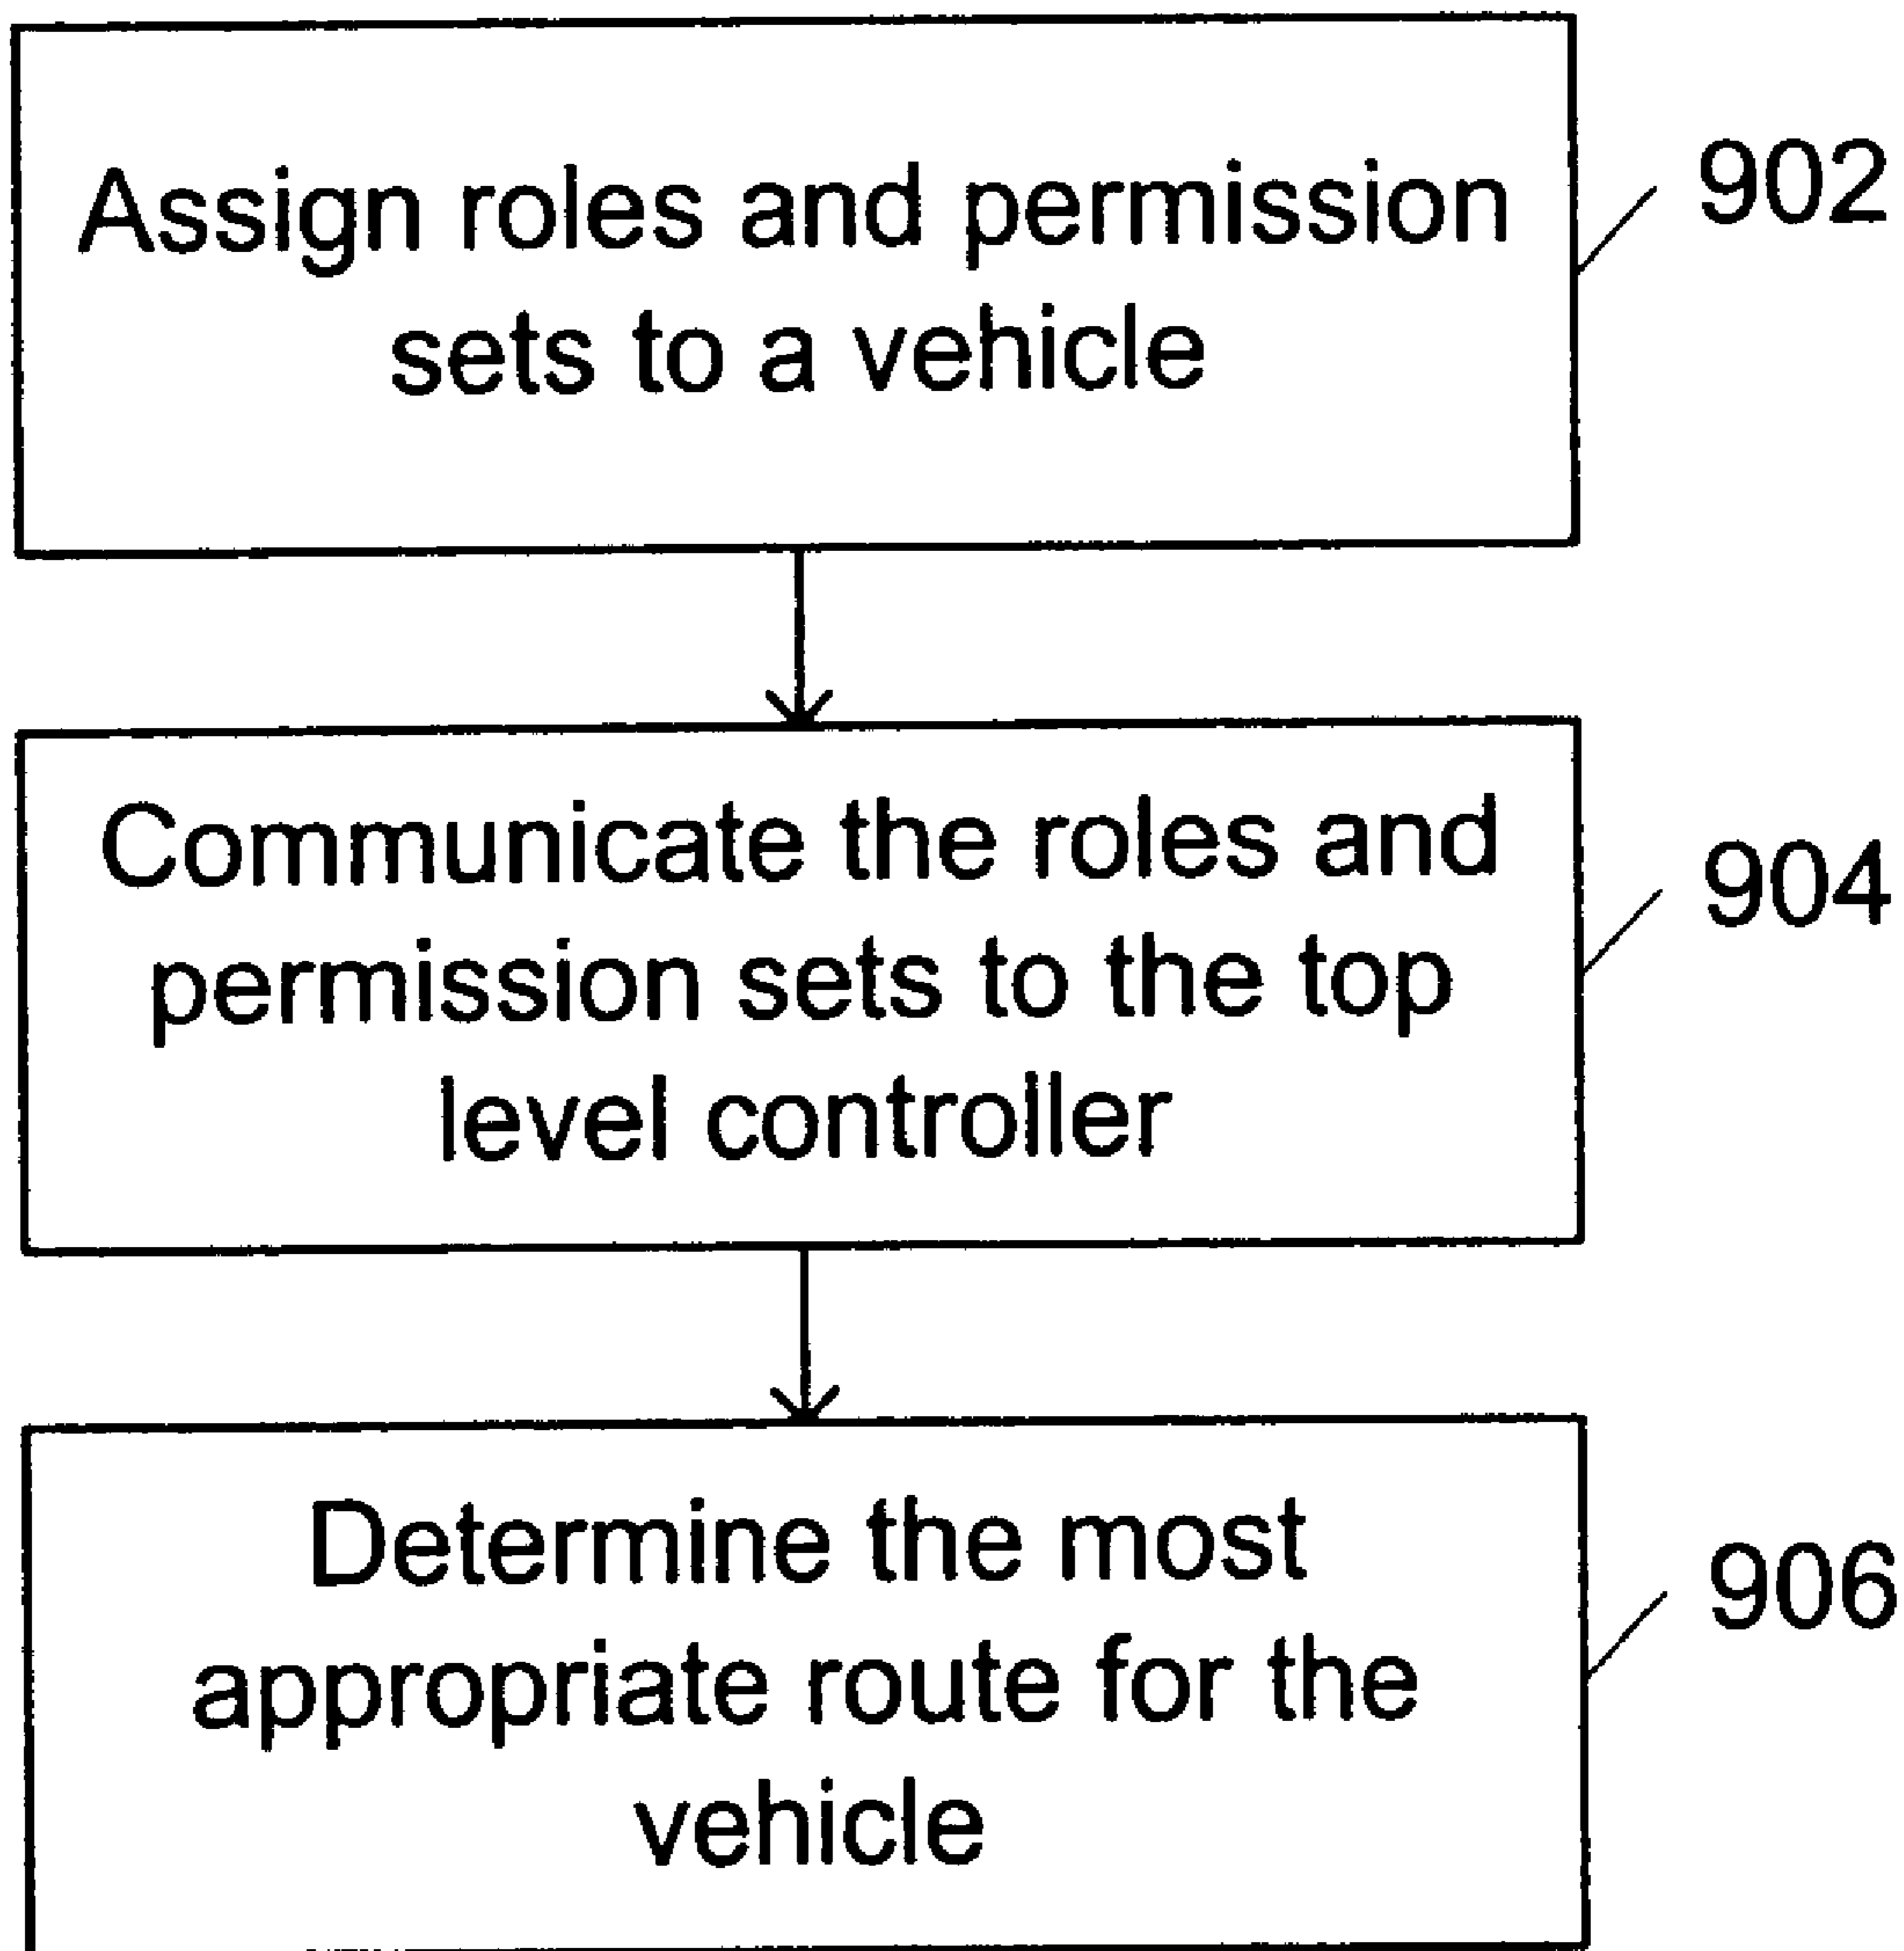 Assign roles and permission
sets to a vehicle
902
Communicate the roles and
permission sets to the top
level controller
904
Determine the most
appropriate route for the
vehicle
906